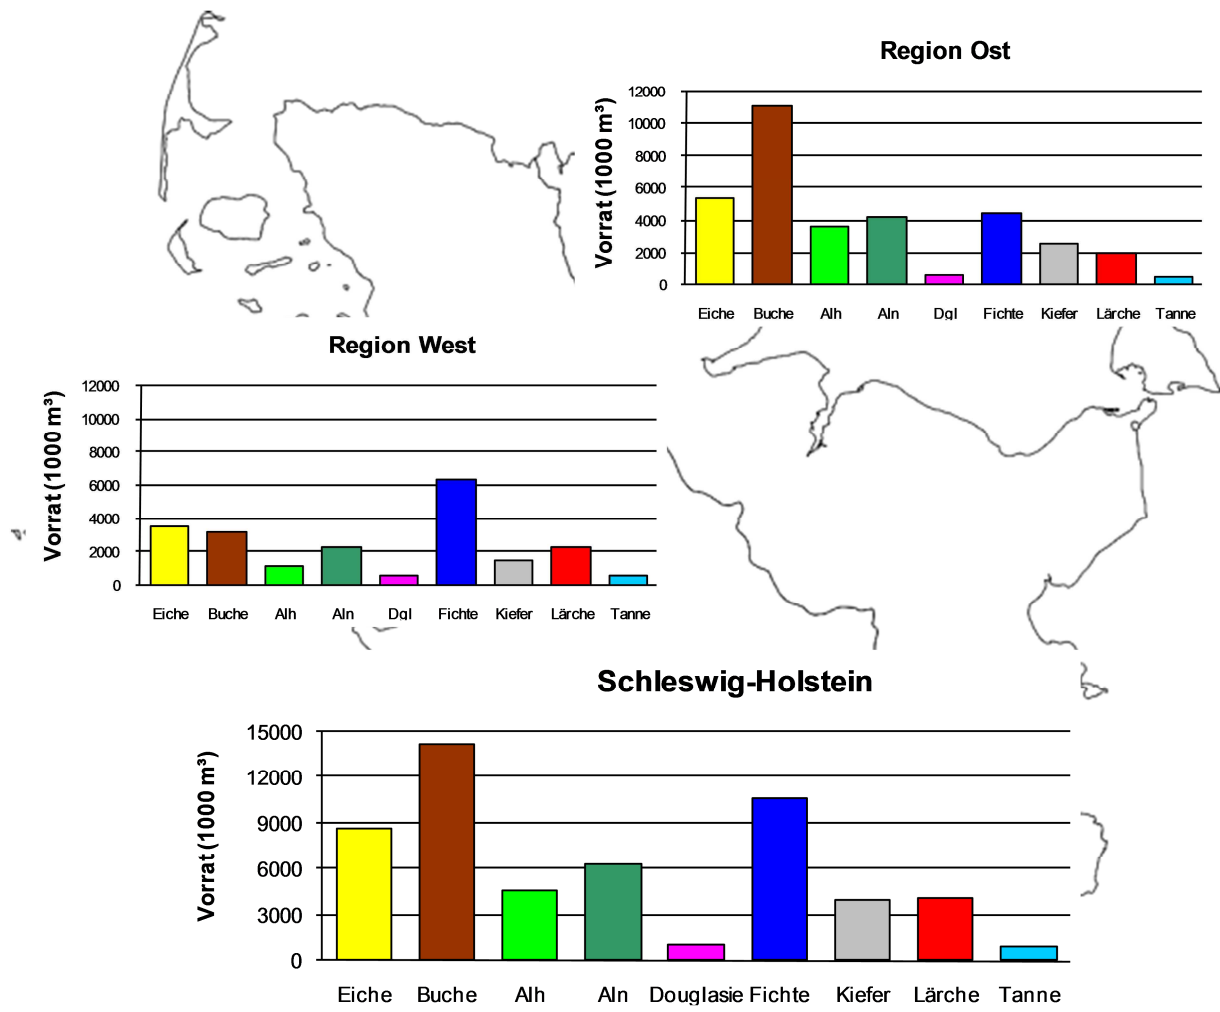 Region Ost
Vorrat (1000 m³)
12000
10000
8000
6000
4000
2000
0
Eiche Buche Alh Aln Dgl Fichte Kiefer Lärche Tanne
Region West
Vorrat (1000 m³)
12000
10000
8000
6000
4000
2000
0
Eiche Buche Alh Aln Dgl Fichte Kiefer Lärche Tanne
Schleswig-Holstein
Vorrat (1000 m³)
15000
12000
9000
6000
3000
0
Eiche Buche Alh Aln Douglasie Fichte Kiefer Lärche Tanne